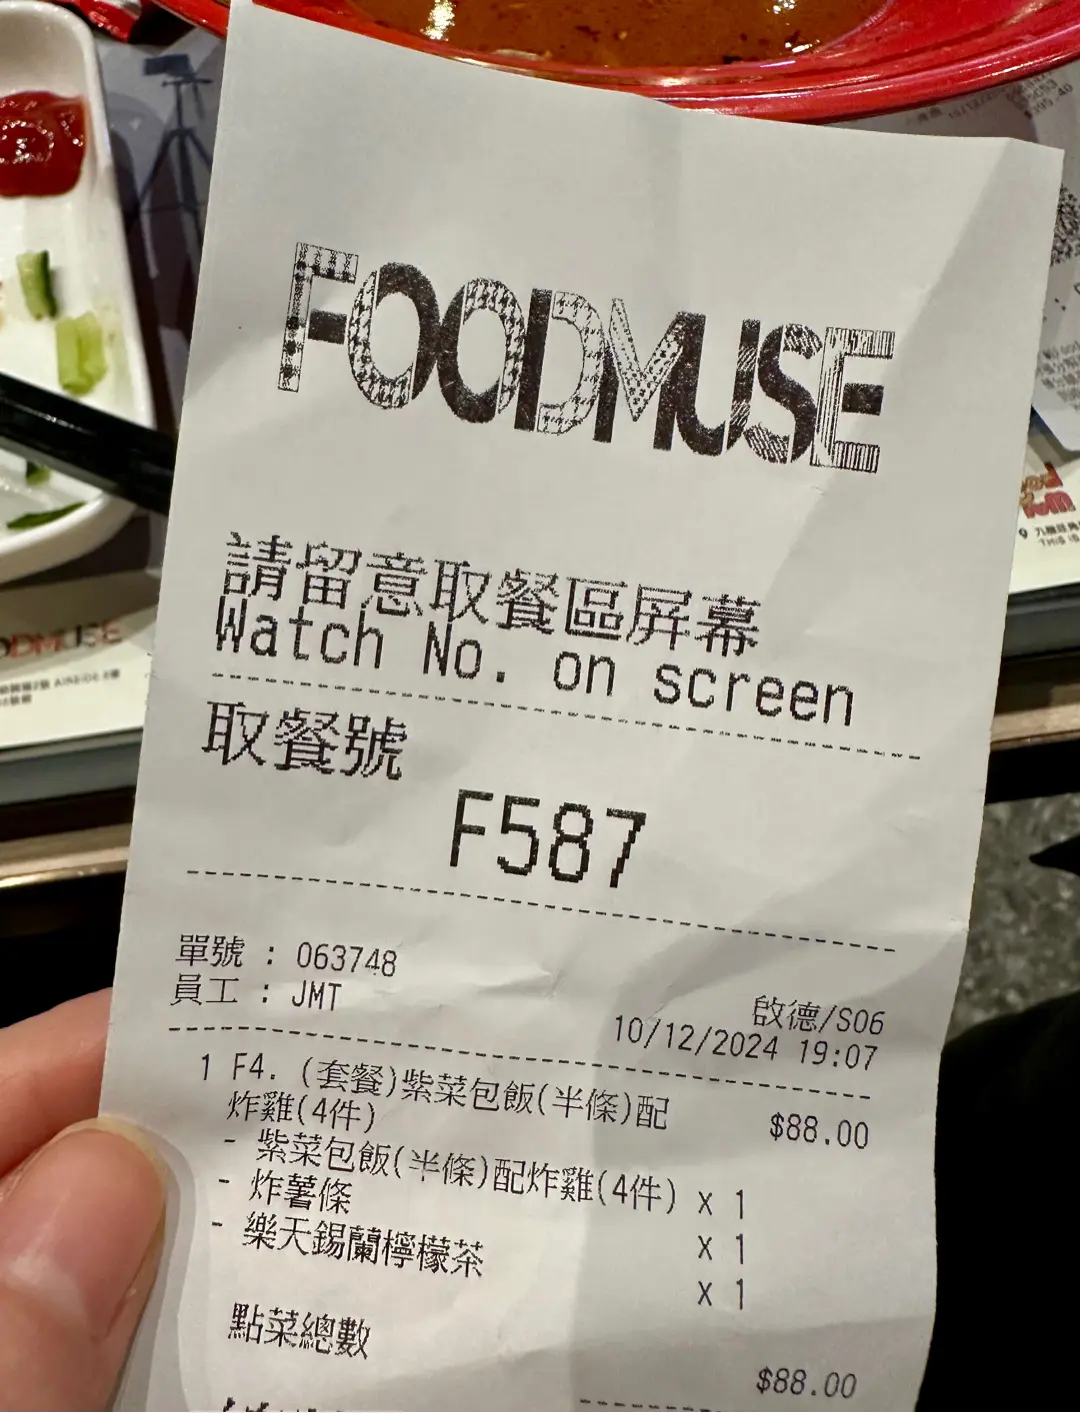 FOODMUSE
請留意取餐區屏幕
Watch No. on screen
取餐號
F587
單號 : 063748
員工 : JMT
啟德/S06
10/12/2024 19:07
1 F4. (套餐)紫菜包飯(半條)配 $88.00
炸雞(4件)
- 紫菜包飯(半條)配炸雞(4件) x 1
- 炸薯條 x 1
- 樂天錫蘭檸檬茶 x 1
點菜總數
$88.00